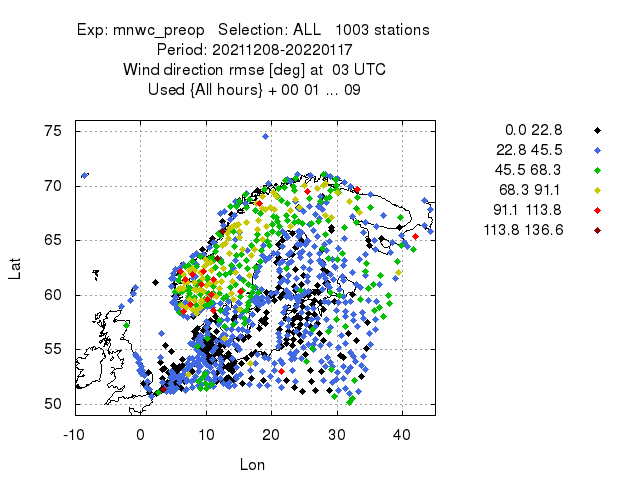 Exp: mnwc_preop   Selection: ALL   1003 stations
Period: 20211208-20220117
Wind direction rmse [deg] at  03 UTC
Used {All hours} + 00 01 ... 09
0.0 22.8
22.8 45.5
45.5 68.3
68.3 91.1
91.1 113.8
113.8 136.6
75
70
65
60
55
50
Lat
-10 0 10 20 30 40
Lon